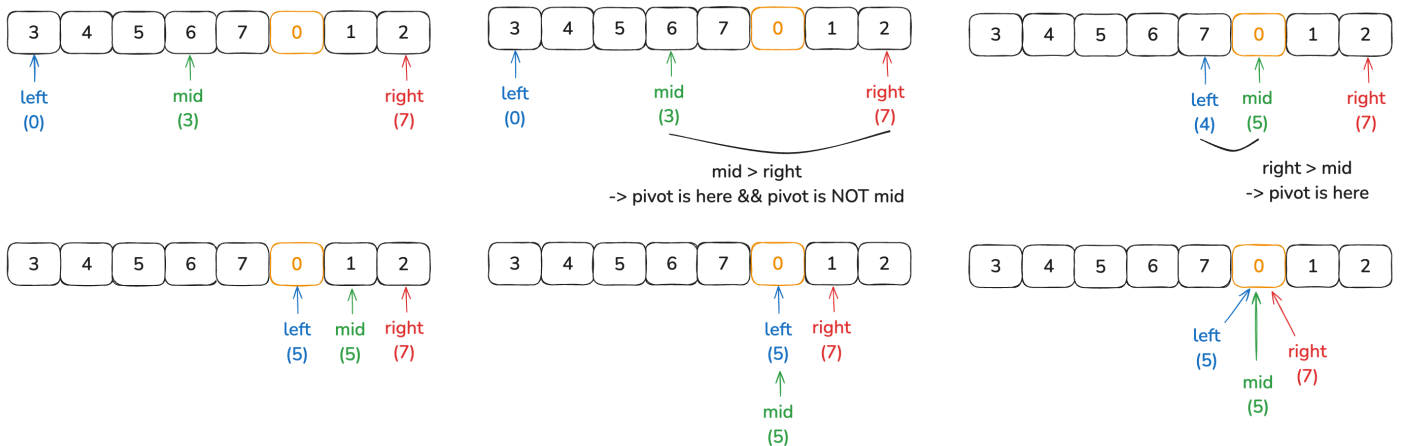 3 4 5 6 7 0 1 2
left mid right
(0) (3) (7)
3 4 5 6 7 0 1 2
left mid right
(0) (3) (7)
mid > right
-> pivot is here && pivot is NOT mid
3 4 5 6 7 0 1 2
left mid right
(4) (5) (7)
right > mid
-> pivot is here
3 4 5 6 7 0 1 2
left mid right
(5) (5) (7)
3 4 5 6 7 0 1 2
left right
(5) (7)
mid
(5)
3 4 5 6 7 0 1 2
left
(5)
right
(7)
mid
(5)